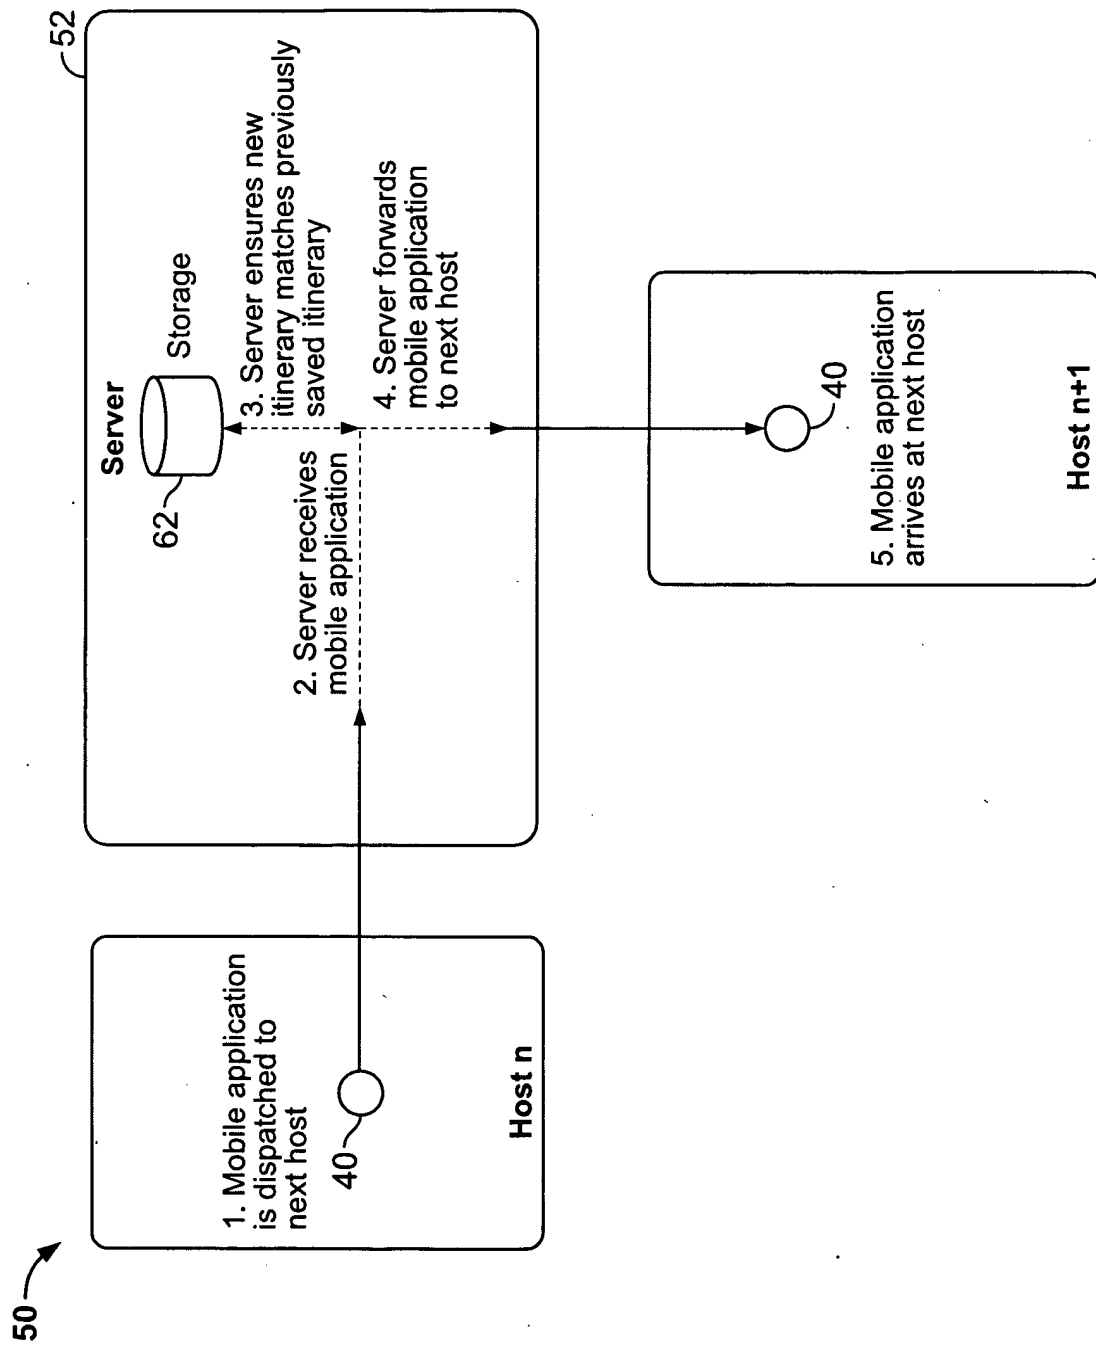 50
52
Server
62
Storage
1. Mobile application
is dispatched to
next host
40
Host n
2. Server receives
mobile application
3. Server ensures new
itinerary matches previously
saved itinerary
4. Server forwards
mobile application
to next host
40
5. Mobile application
arrives at next host
Host n+1